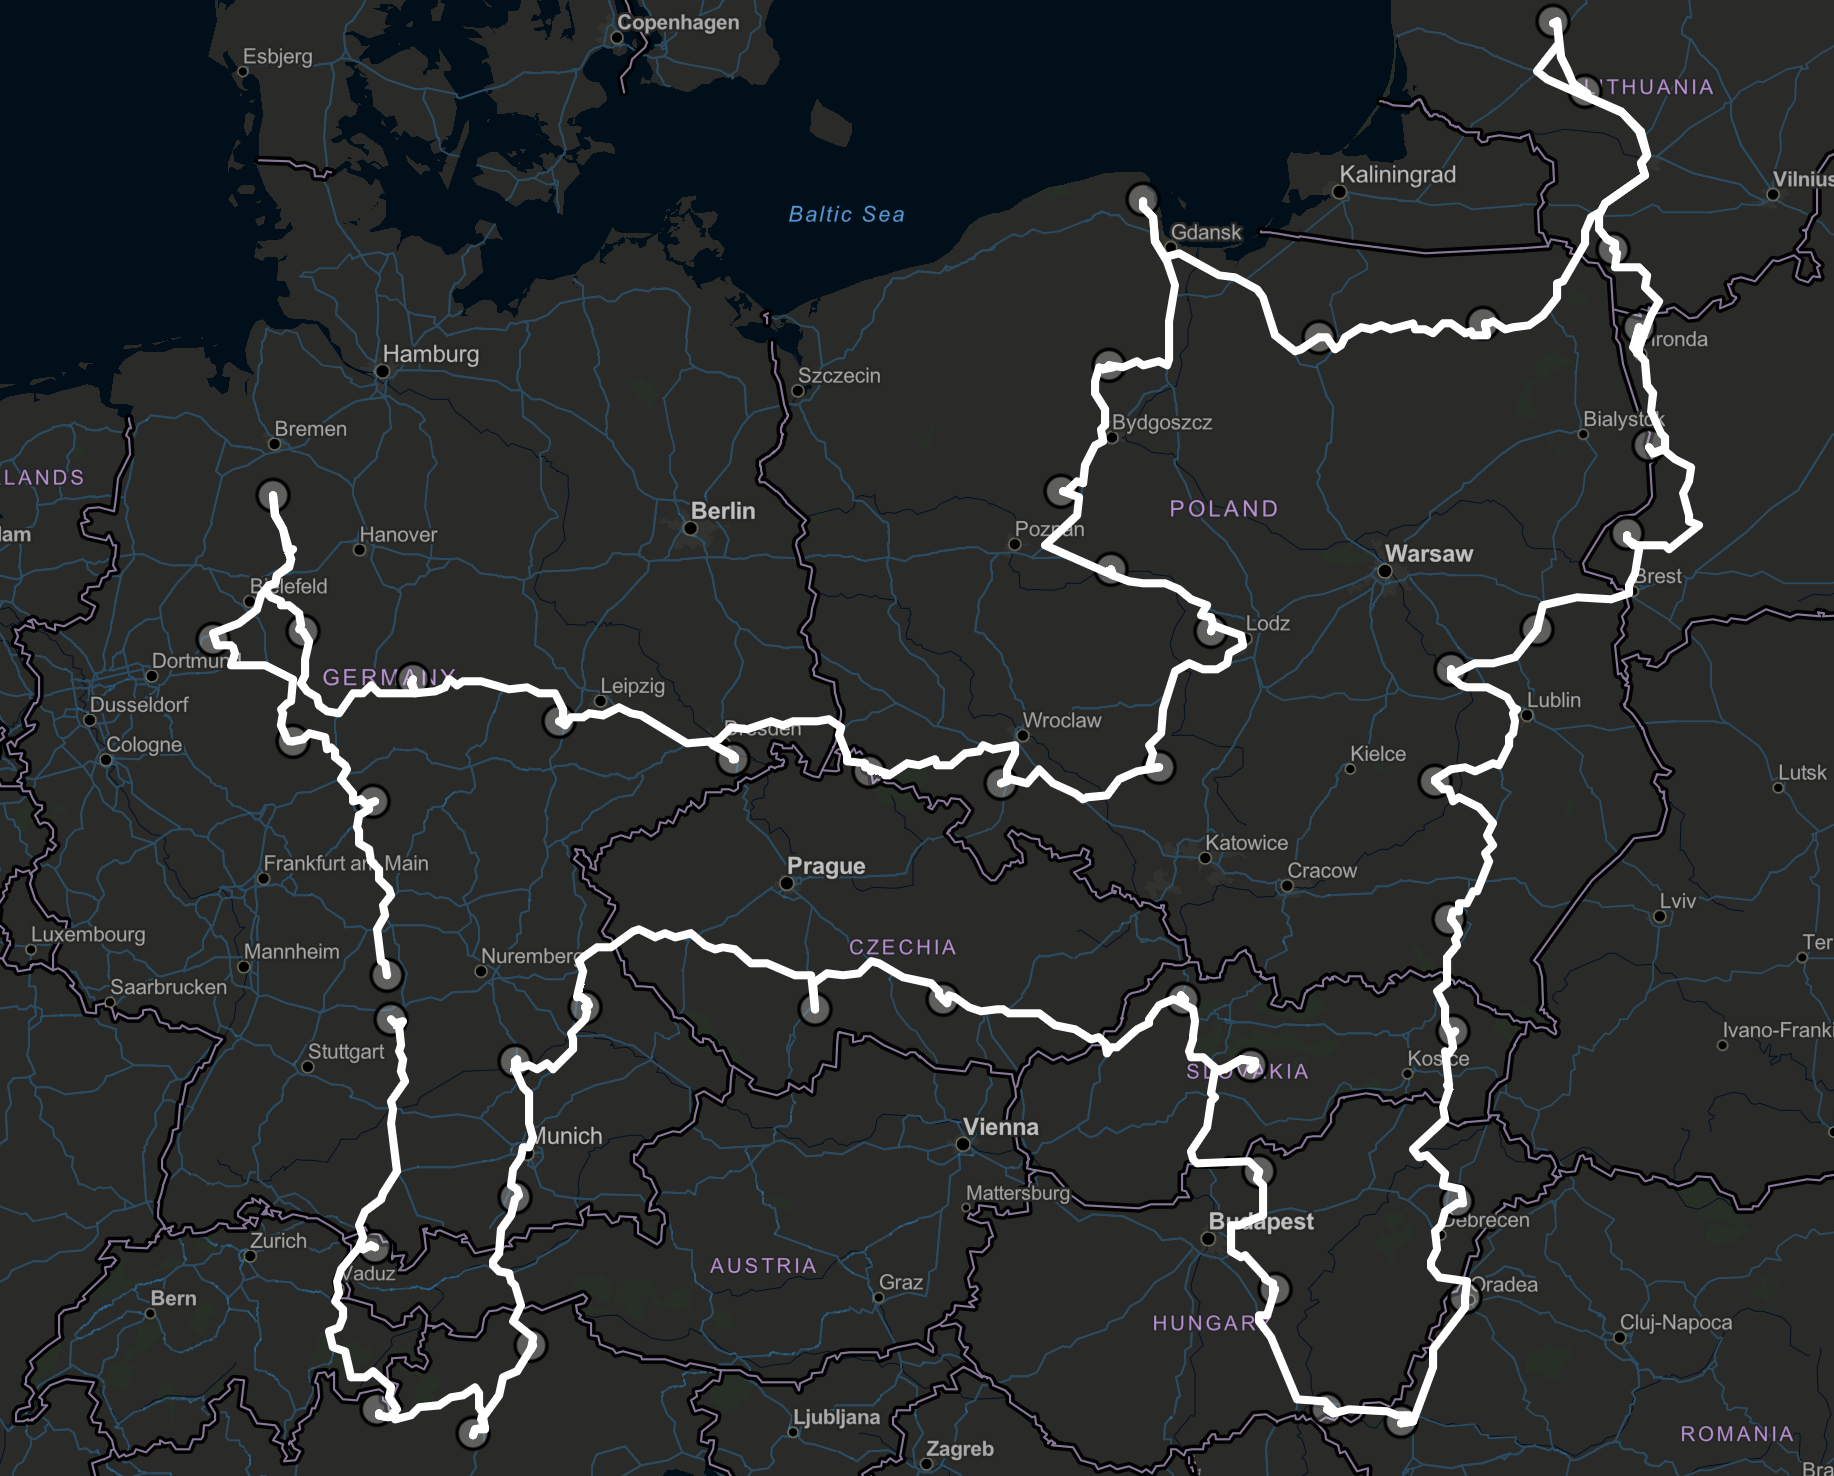 Copenhagen
Esbjerg
LITHUANIA
Kaliningrad
Vilnius
Baltic Sea
Gdansk
Hamburg
Szczecin
Bremen
Bydgoszcz
Bialystok
LANDS
POLAND
Berlin
Hanover
Poznan
Warsaw
Bielefeld
Brest
Lodz
Dortmund
GERMANY
Leipzig
Dusseldorf
Lublin
Wroclaw
Dresden
Cologne
Kielce
Lutsk
Katowice
Frankfurt am Main
Prague
Cracow
Lviv
Luxembourg
CZECHIA
Mannheim
Nuremberg
Ter
Saarbrucken
Ivano-Franki
Stuttgart
Kosice
SLOVAKIA
Vienna
Munich
Mattersburg
Budapest
Debrecen
Zurich
AUSTRIA
Vaduz
Graz
Oradea
Bern
HUNGARY
Cluj-Napoca
Ljubljana
ROMANIA
Zagreb
Bra